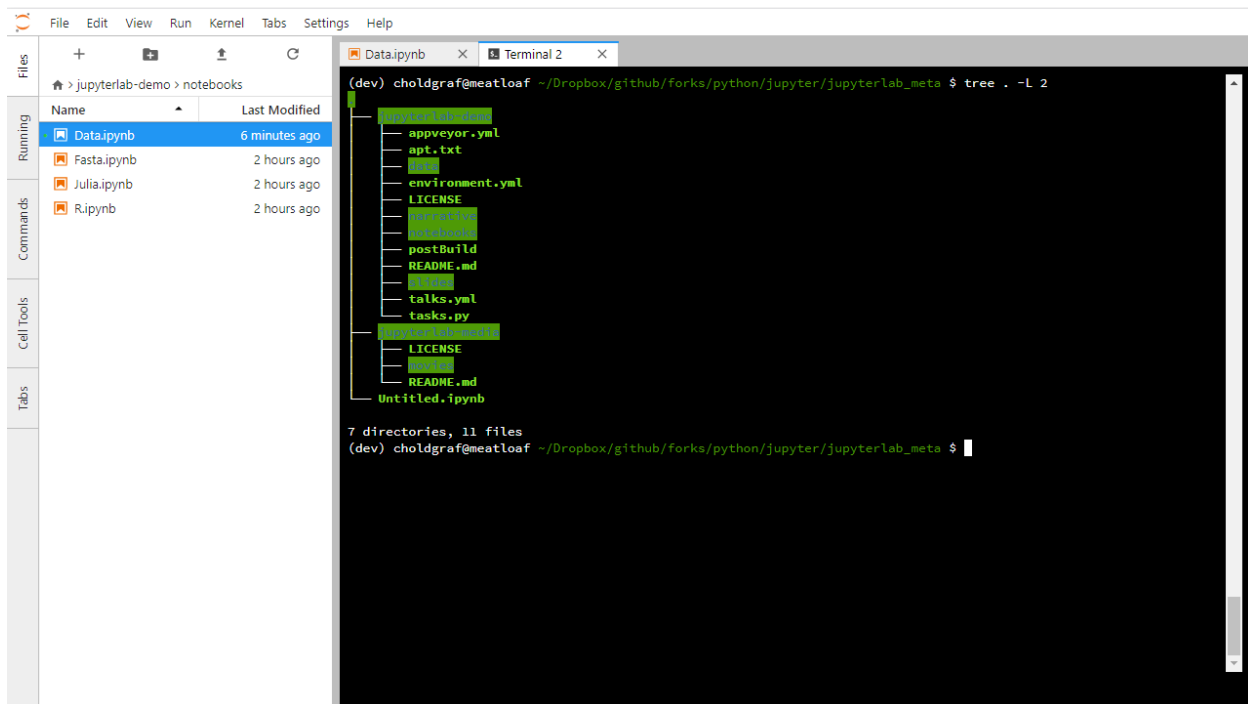 File Edit View Run Kernel Tabs Settings Help
Files
Running
Commands
Cell Tools
Tabs
> jupyterlab-demo > notebooks
Name Last Modified
Data.ipynb 6 minutes ago
Fasta.ipynb 2 hours ago
Julia.ipynb 2 hours ago
R.ipynb 2 hours ago
Data.ipynb Terminal 2
(dev) choldgraf@meatloaf ~/Dropbox/github/forks/python/jupyter/jupyterlab_meta $ tree . -L 2
.
├── jupyterlab-demo
│   ├── appveyor.yml
│   ├── apt.txt
│   ├── data
│   ├── environment.yml
│   ├── LICENSE
│   ├── narrative
│   ├── notebooks
│   ├── postBuild
│   ├── README.md
│   ├── slides
│   ├── talks.yml
│   └── tasks.py
├── jupyterlab-media
│   ├── LICENSE
│   ├── movies
│   └── README.md
└── Untitled.ipynb
7 directories, 11 files
(dev) choldgraf@meatloaf ~/Dropbox/github/forks/python/jupyter/jupyterlab_meta $